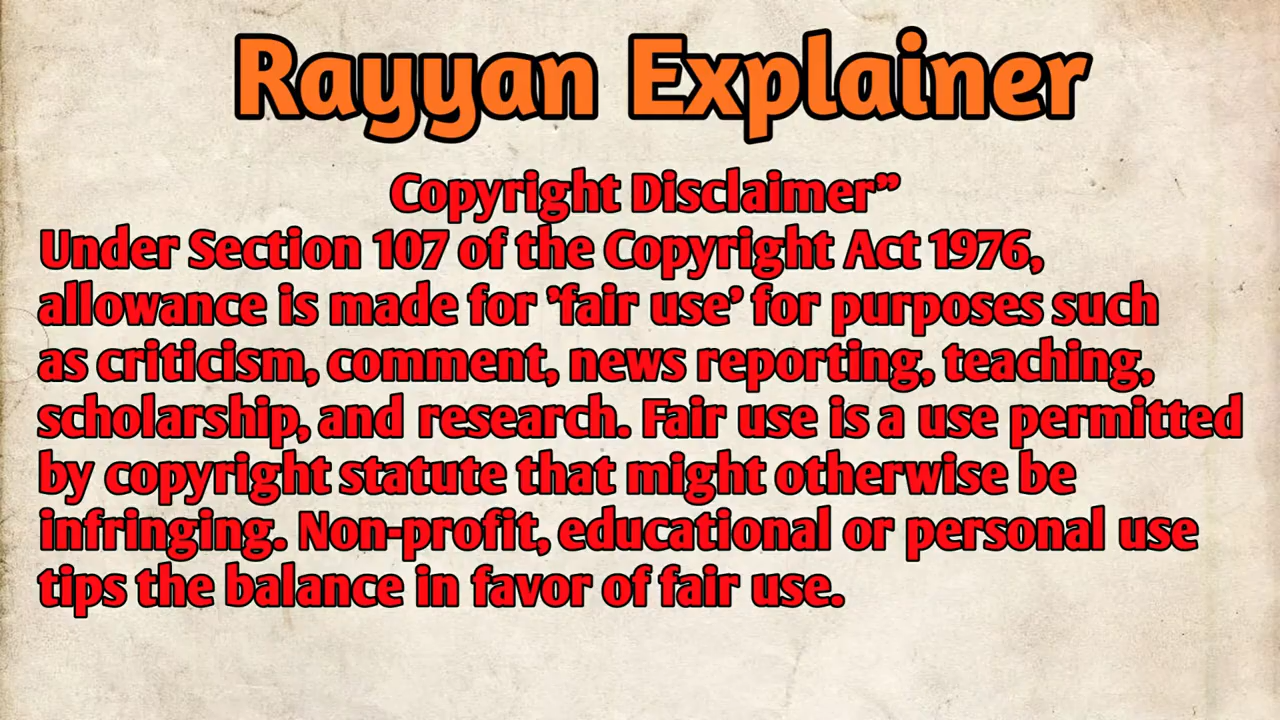 Rayyan Explainer
Copyright Disclaimer”
Under Section 107 of the Copyright Act 1976,
allowance is made for ’fair use’ for purposes such
as criticism, comment, news reporting, teaching,
scholarship, and research. Fair use is a use permitted
by copyright statute that might otherwise be
infringing. Non-profit, educational or personal use
tips the balance in favor of fair use.